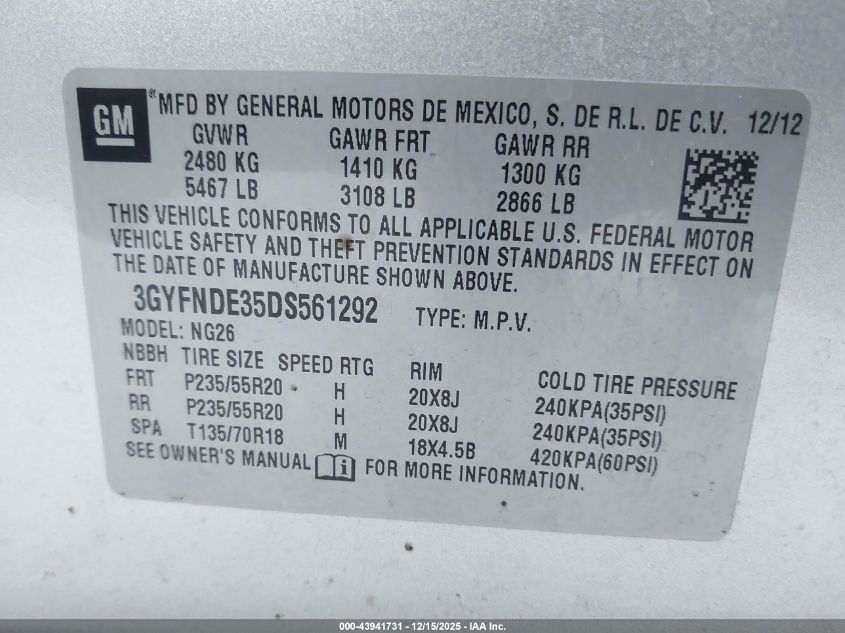 GM
® MFD BY GENERAL MOTORS DE MEXICO, S. DE R.L. DE C.V. 12/12
GVWR GAWR FRT GAWR RR
2480 KG 1410 KG 1300 KG
5467 LB 3108 LB 2866 LB
THIS VEHICLE CONFORMS TO ALL APPLICABLE U.S. FEDERAL MOTOR
VEHICLE SAFETY AND THEFT PREVENTION STANDARDS IN EFFECT ON
THE DATE OF MANUFACTURE SHOWN ABOVE.
3GYFNDE35DS561292 TYPE: M.P.V.
MODEL: NG26
NBBH TIRE SIZE SPEED RTG RIM COLD TIRE PRESSURE
FRT P235/55R20 H 20X8J 240KPA(35PSI)
RR P235/55R20 H 20X8J 240KPA(35PSI)
SPA T135/70R18 M 18X4.5B 420KPA(60PSI)
SEE OWNER'S MANUAL i FOR MORE INFORMATION.
000-43941731 - 12/15/2025 - IAA Inc.